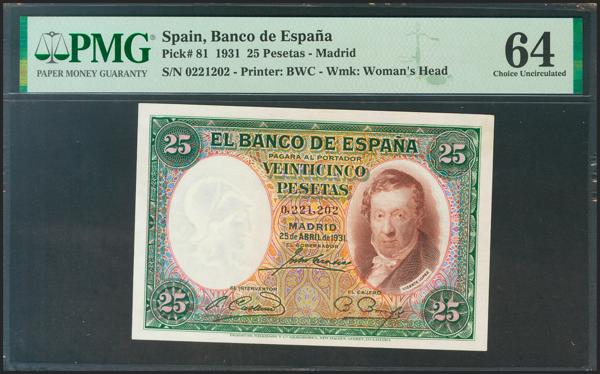 PMG
PAPER MONEY GUARANTY
Spain, Banco de España
Pick# 81 1931 25 Pesetas - Madrid
S/N 0221202 - Printer: BWC - Wmk: Woman's Head
64
Choice Uncirculated
25
25
EL BANCO DE ESPAÑA
PAGARA AL PORTADOR
VEINTICINCO
PESETAS
0,221,202
MADRID
25 de ABRIL de 1931
EL GOBERNADOR
EL INTERVENTOR
EL CAJERO
VICENTE LOPEZ
25
25